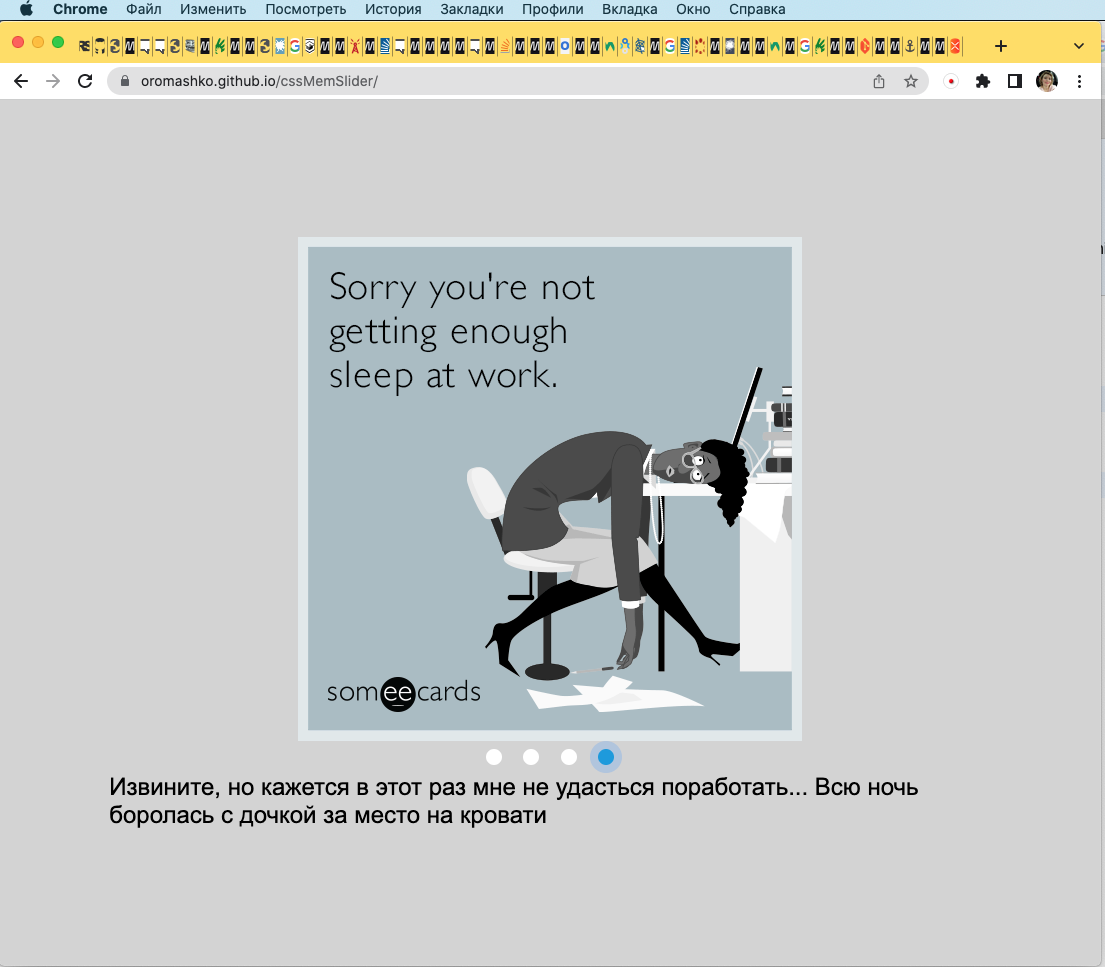 Chrome Файл Изменить Посмотреть История Закладки Профили Вкладка Окно Справка
oromashko.github.io/cssMemSlider/
Sorry you're not
getting enough
sleep at work.
someecards
Извините, но кажется в этот раз мне не удасться поработать... Всю ночь
боролась с дочкой за место на кровати